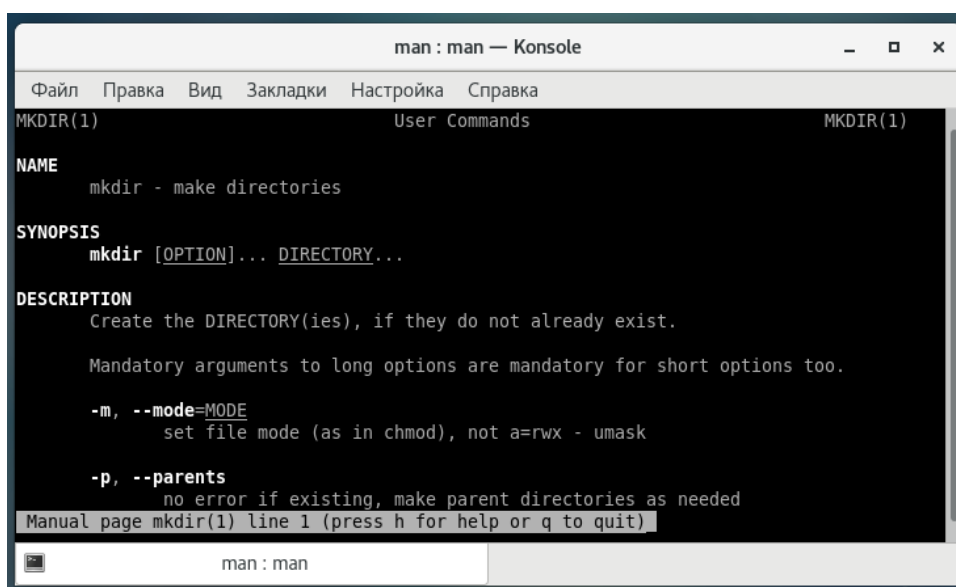 man : man — Konsole
Файл Правка Вид Закладки Настройка Справка
MKDIR(1) User Commands MKDIR(1)
NAME
mkdir - make directories
SYNOPSIS
mkdir [OPTION]... DIRECTORY...
DESCRIPTION
Create the DIRECTORY(ies), if they do not already exist.
Mandatory arguments to long options are mandatory for short options too.
-m, --mode=MODE
set file mode (as in chmod), not a=rwx - umask
-p, --parents
no error if existing, make parent directories as needed
Manual page mkdir(1) line 1 (press h for help or q to quit)
man : man